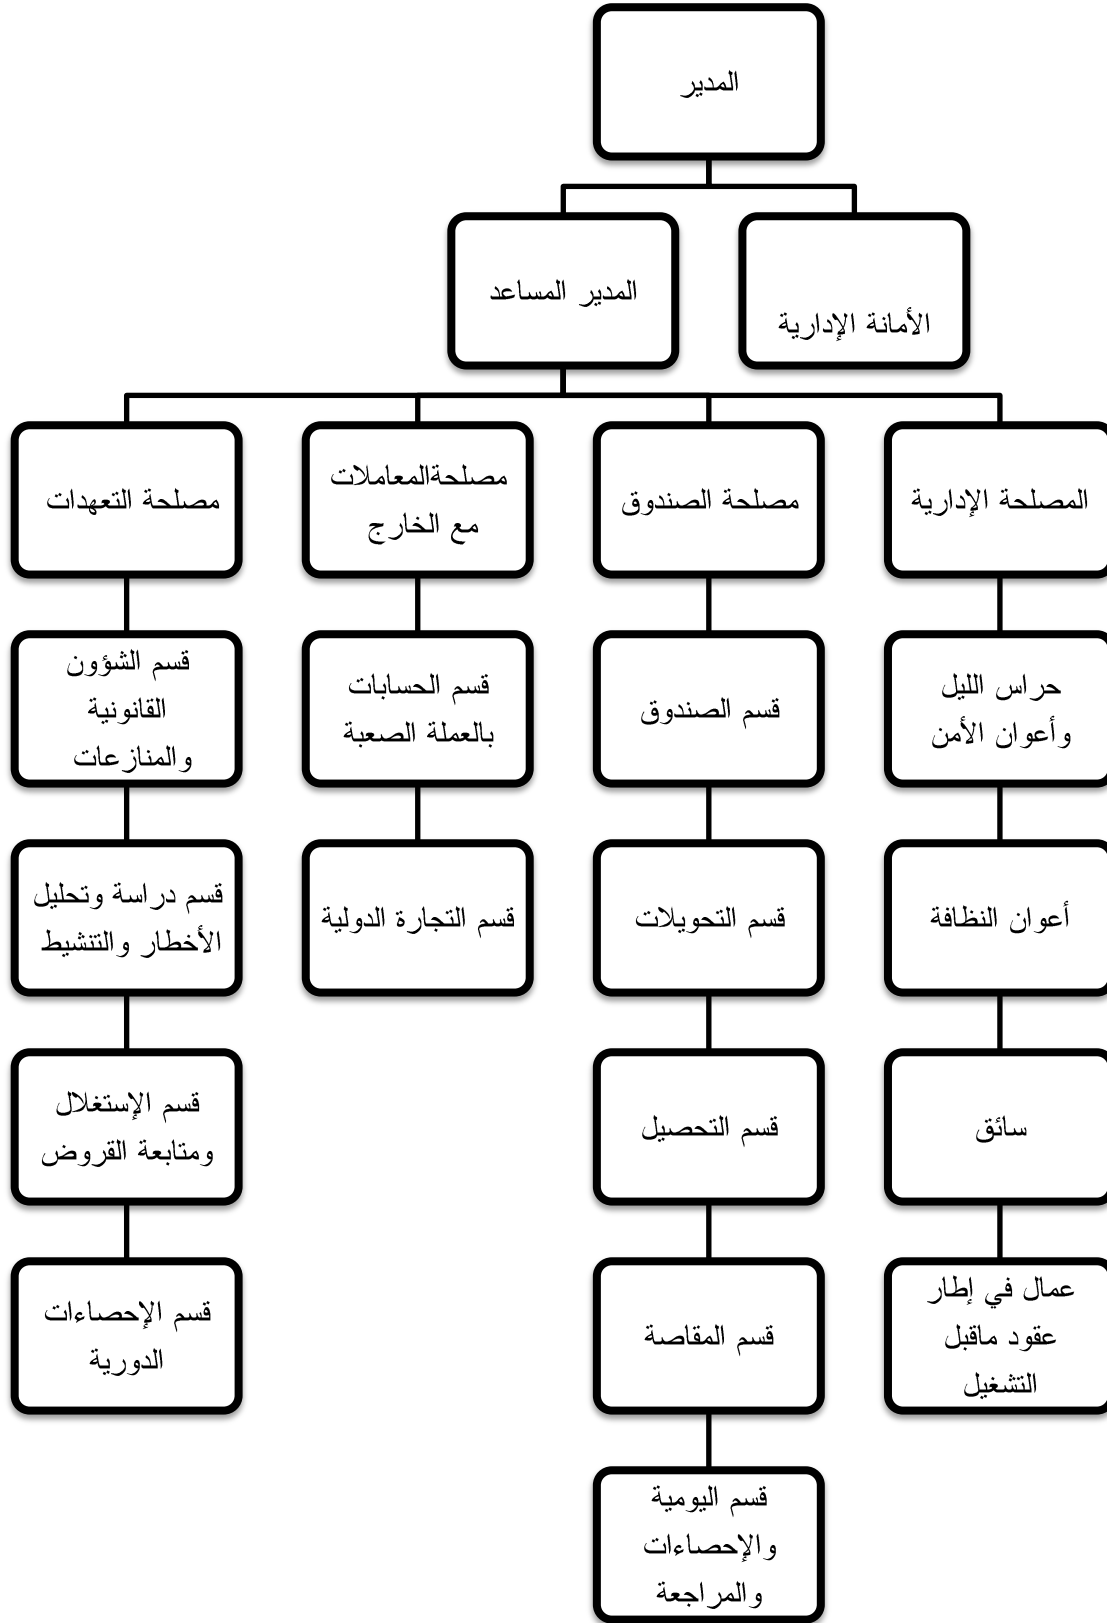 المدير
الأمانة الإدارية
المدير المساعد
المصلحة الإدارية
مصلحة الصندوق
مصلحةالمعاملات
مع الخارج
مصلحة التعهدات
حراس الليل
وأعوان الأمن
قسم الصندوق
قسم الحسابات
بالعملة الصعبة
قسم الشؤون
القانونية
والمنازعات
أعوان النظافة
قسم التحويلات
قسم التجارة الدولية
قسم دراسة وتحليل
الأخطار والتنشيط
سائق
قسم التحصيل
قسم الإستغلال
ومتابعة القروض
عمال في إطار
عقود ماقبل
التشغيل
قسم المقاصة
قسم الإحصاءات
الدورية
قسم اليومية
والإحصاءات
والمراجعة